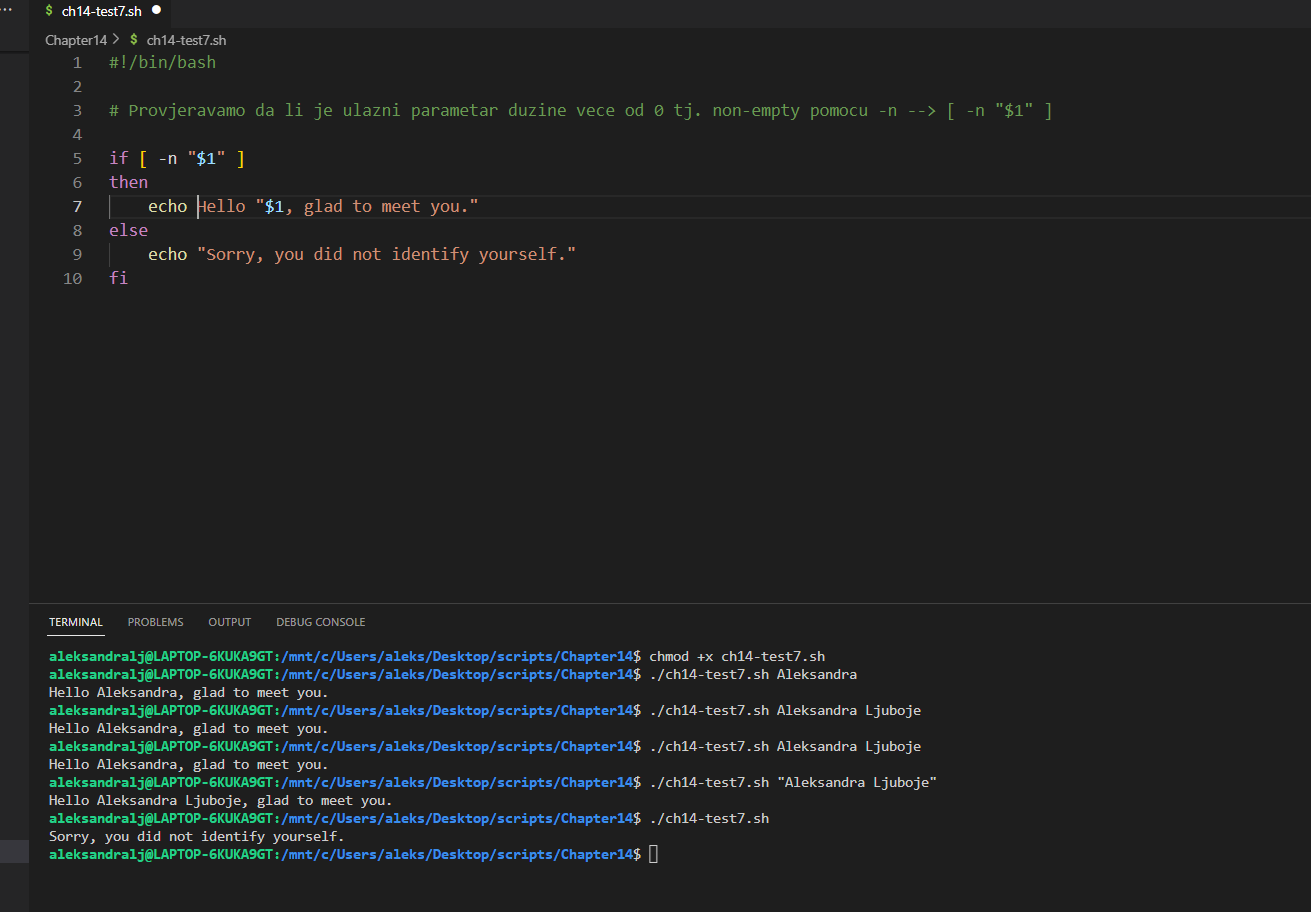 ··· $ ch14-test7.sh ●
Chapter14 > $ ch14-test7.sh
1 #!/bin/bash
2
3 # Provjeravamo da li je ulazni parametar duzine vece od 0 tj. non-empty pomocu -n --> [ -n "$1" ]
4
5 if [ -n "$1" ]
6 then
7 echo Hello "$1, glad to meet you."
8 else
9 echo "Sorry, you did not identify yourself."
10 fi
TERMINAL PROBLEMS OUTPUT DEBUG CONSOLE
aleksandralj@LAPTOP-6KUKA9GT:/mnt/c/Users/aleks/Desktop/scripts/Chapter14$ chmod +x ch14-test7.sh
aleksandralj@LAPTOP-6KUKA9GT:/mnt/c/Users/aleks/Desktop/scripts/Chapter14$ ./ch14-test7.sh Aleksandra
Hello Aleksandra, glad to meet you.
aleksandralj@LAPTOP-6KUKA9GT:/mnt/c/Users/aleks/Desktop/scripts/Chapter14$ ./ch14-test7.sh Aleksandra Ljuboje
Hello Aleksandra, glad to meet you.
aleksandralj@LAPTOP-6KUKA9GT:/mnt/c/Users/aleks/Desktop/scripts/Chapter14$ ./ch14-test7.sh Aleksandra Ljuboje
Hello Aleksandra, glad to meet you.
aleksandralj@LAPTOP-6KUKA9GT:/mnt/c/Users/aleks/Desktop/scripts/Chapter14$ ./ch14-test7.sh "Aleksandra Ljuboje"
Hello Aleksandra Ljuboje, glad to meet you.
aleksandralj@LAPTOP-6KUKA9GT:/mnt/c/Users/aleks/Desktop/scripts/Chapter14$ ./ch14-test7.sh
Sorry, you did not identify yourself.
aleksandralj@LAPTOP-6KUKA9GT:/mnt/c/Users/aleks/Desktop/scripts/Chapter14$